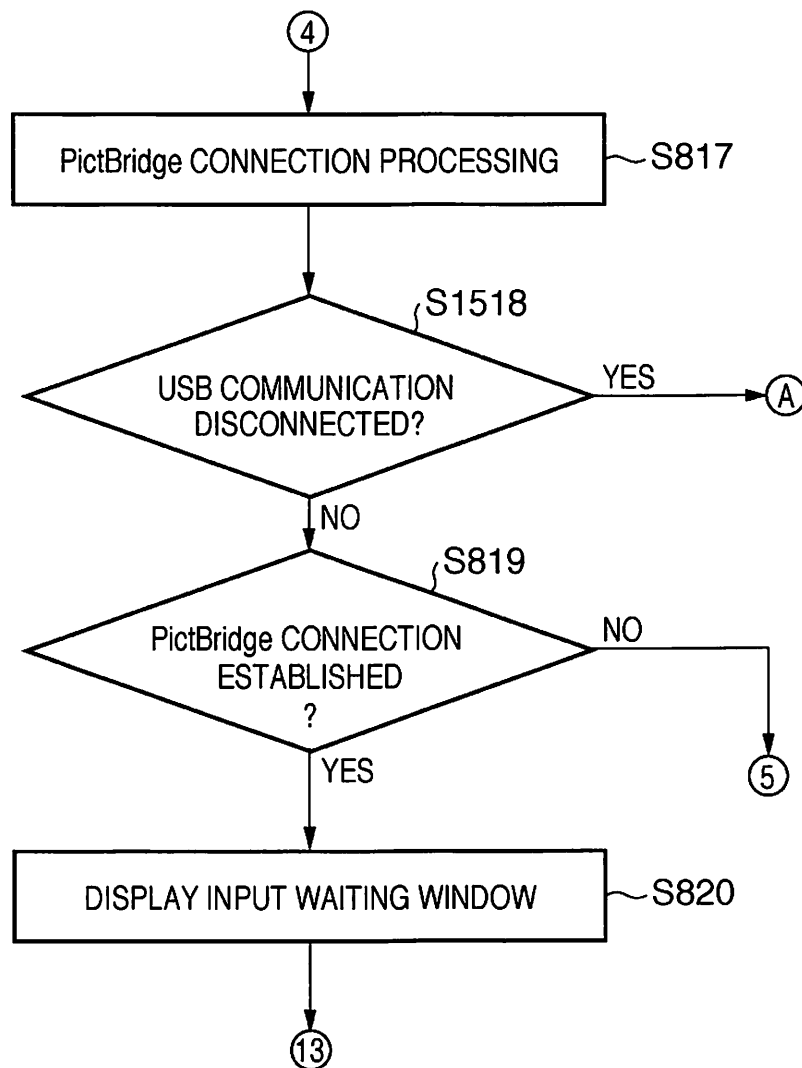 4
PictBridge CONNECTION PROCESSING
S817
S1518
USB COMMUNICATION
DISCONNECTED?
YES
A
NO
S819
PictBridge CONNECTION
ESTABLISHED
?
NO
5
YES
DISPLAY INPUT WAITING WINDOW
S820
13